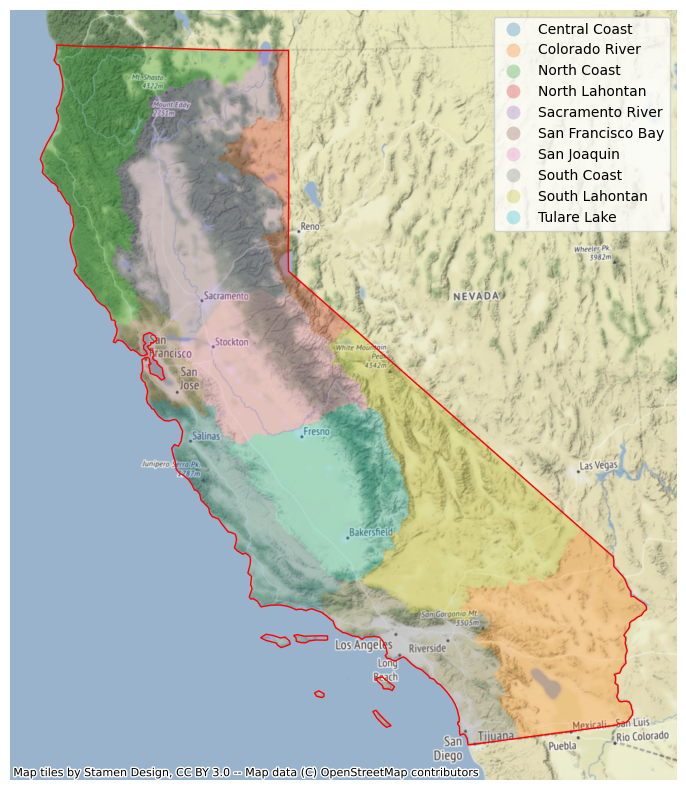 Central Coast
Colorado River
North Coast
North Lahontan
Sacramento River
San Francisco Bay
San Joaquin
South Coast
South Lahontan
Tulare Lake
Mt. Shasta
4322m
Mount Eddy
2751m
Reno
Wheeler Pk.
3982m
NEVADA
Sacramento
Stockton
San
Francisco
White Mountain
Peak
4342m
San
Jose
Salinas
Fresno
Junipero Serra Pk.
1787m
Las Vegas
Bakersfield
San Gorgonio Mt.
3505m
Los Angeles
Riverside
Long
Beach
Mexicali
San Luis
Rio Colorado
San
Diego
Tijuana
Puebla
Map tiles by Stamen Design, CC BY 3.0 -- Map data (C) OpenStreetMap contributors